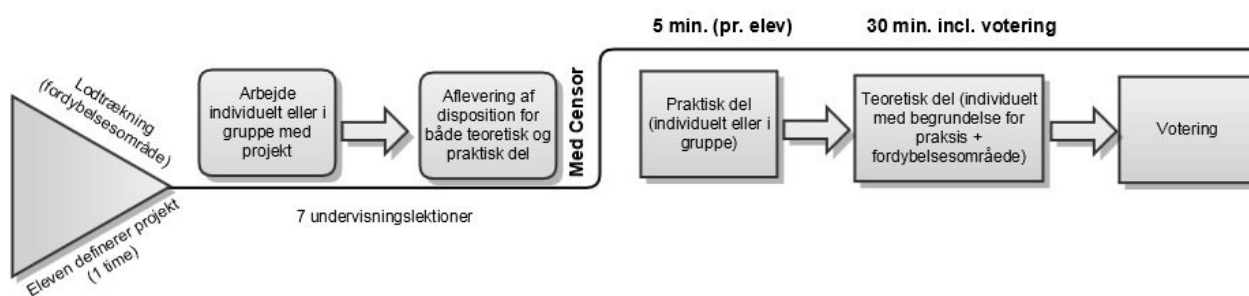 Lodtrækning
(fordybelsesområde)
Eleven definerer projekt
(1 time)
Arbejde
individuelt eller i
gruppe med
projekt
Aflevering af
disposition for
både teoretisk og
praktisk del
7 undervisningslektioner
Med Censor
5 min. (pr. elev)
Praktisk del
(individuelt eller i
gruppe)
30 min. incl. votering
Teoretisk del (individuelt
med begrundelse for
praksis +
fordybelsesområede)
Votering